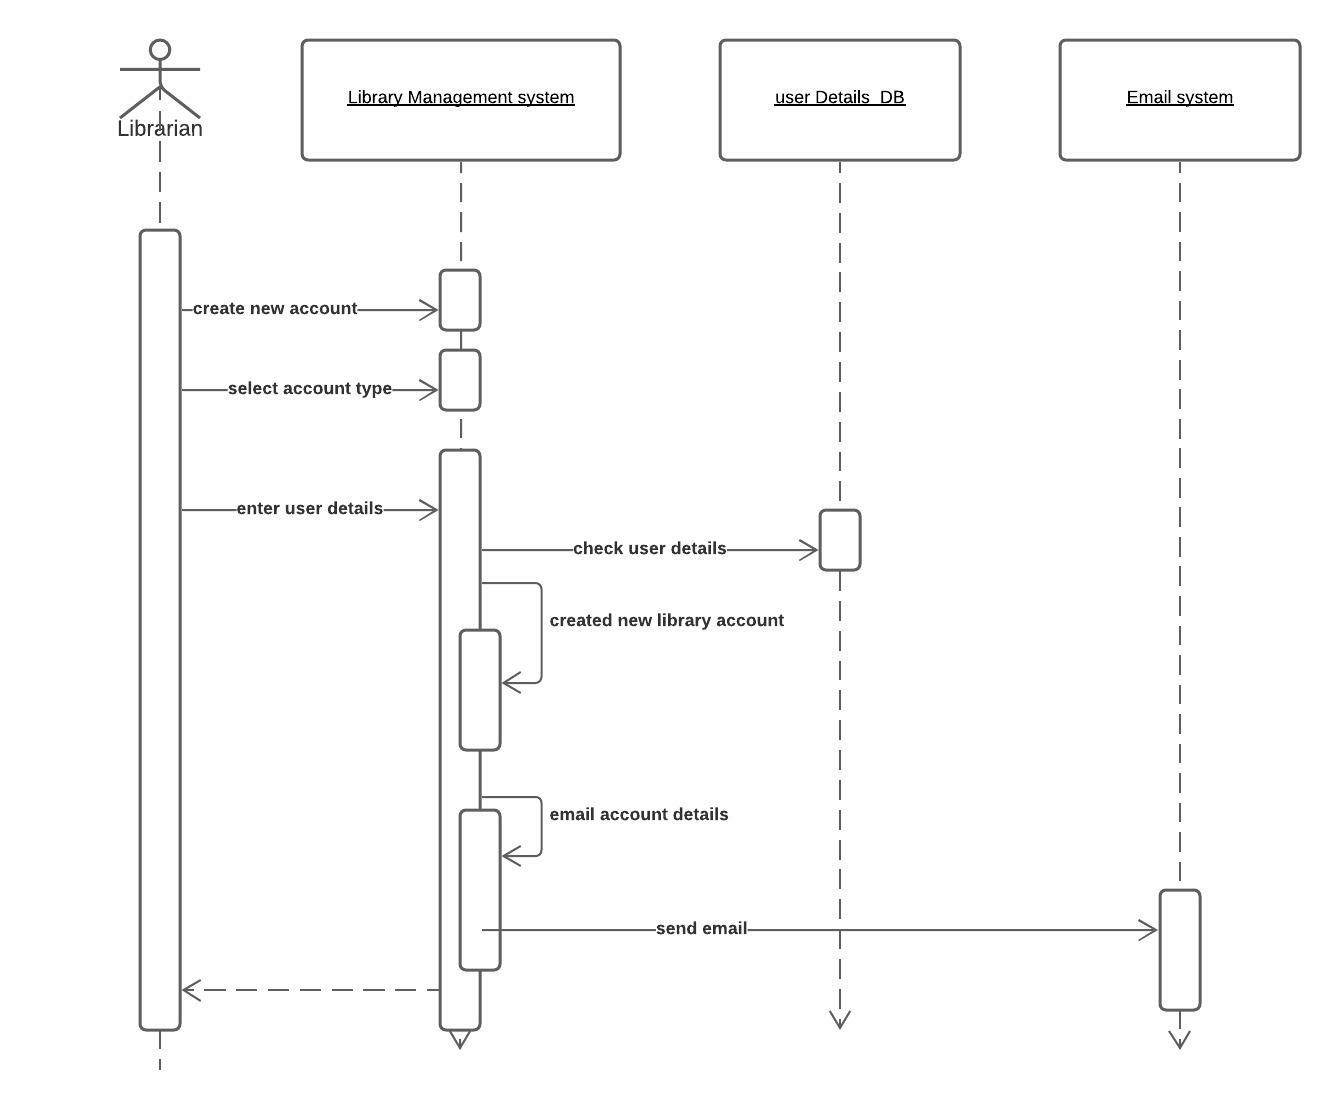 Librarian
Library Management system
user Details_DB
Email system
create new account
select account type
enter user details
check user details
created new library account
email account details
send email